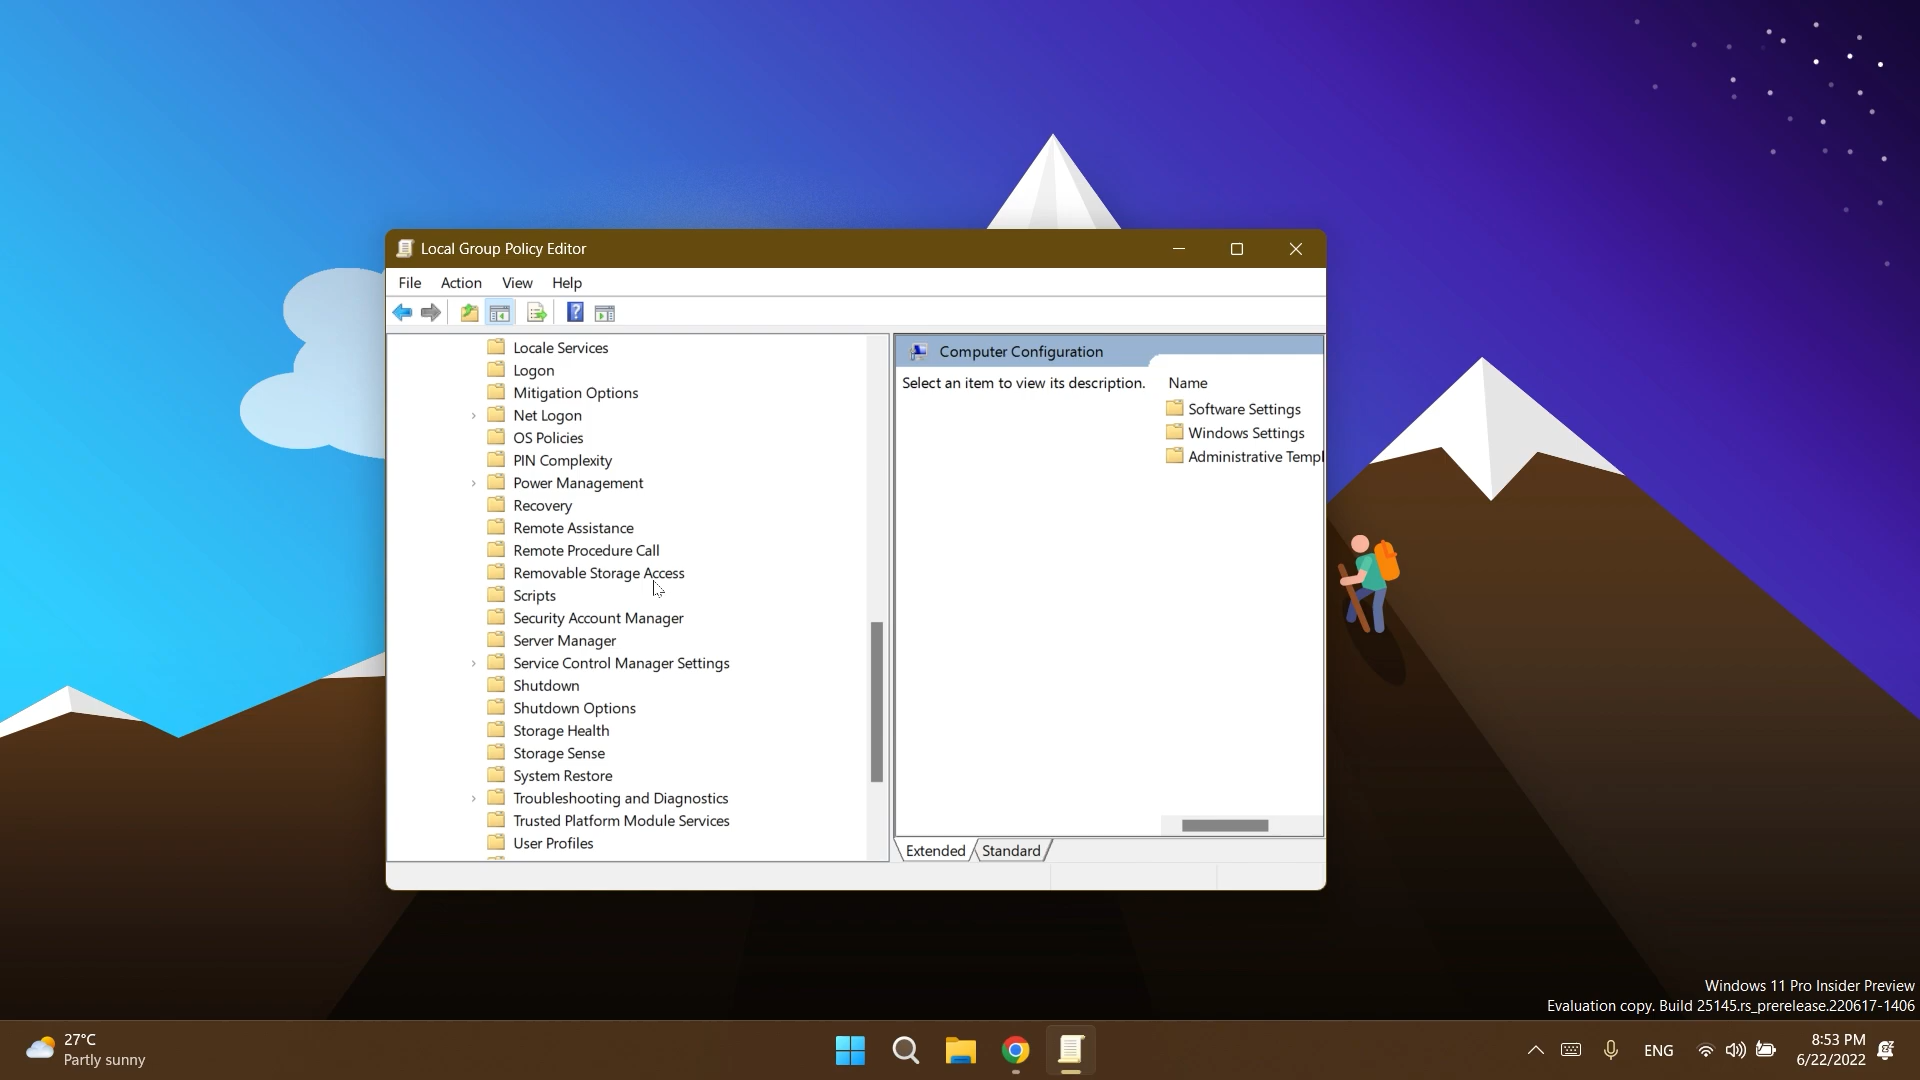 Local Group Policy Editor
File Action View Help
Locale Services
Logon
Mitigation Options
Net Logon
OS Policies
PIN Complexity
Power Management
Recovery
Remote Assistance
Remote Procedure Call
Removable Storage Access
Scripts
Security Account Manager
Server Manager
Service Control Manager Settings
Shutdown
Shutdown Options
Storage Health
Storage Sense
System Restore
Troubleshooting and Diagnostics
Trusted Platform Module Services
User Profiles
Computer Configuration
Select an item to view its description.
Name
Software Settings
Windows Settings
Administrative Templ
Extended Standard
Windows 11 Pro Insider Preview
Evaluation copy. Build 25145.rs_prerelease.220617-1406
27°C
Partly sunny
ENG
8:53 PM
6/22/2022